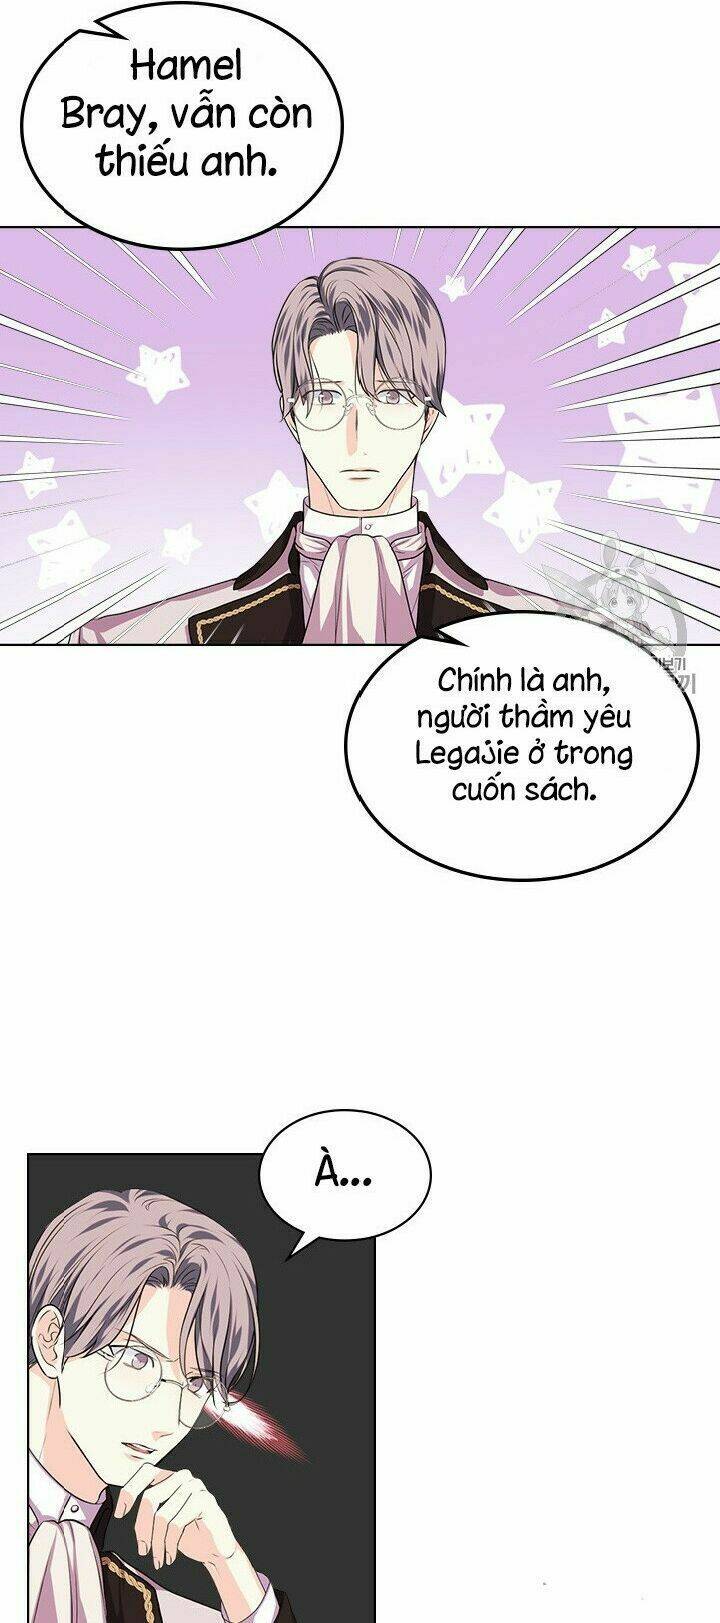 Hamel
Bray, vẫn còn
thiếu anh.
Chính là anh,
người thầm yêu
Legajie ở trong
cuốn sách.
À...